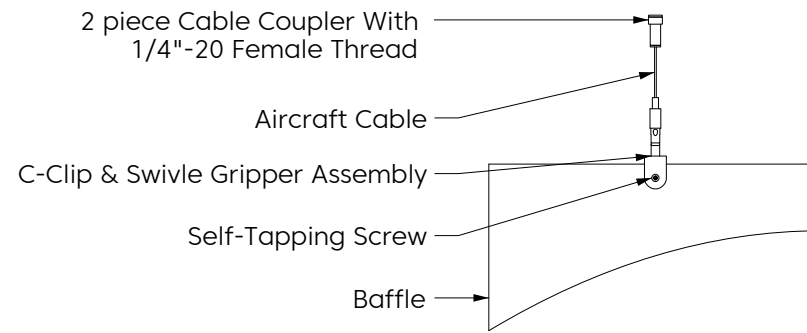 2 piece Cable Coupler With
1/4"-20 Female Thread
Aircraft Cable
C-Clip & Swivle Gripper Assembly
Self-Tapping Screw
Baffle